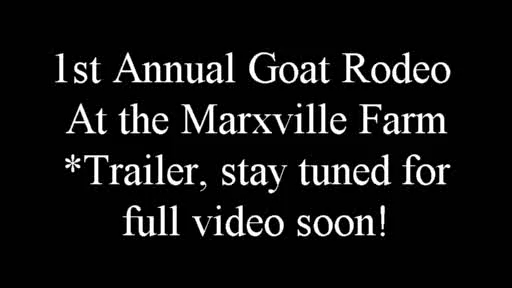 1st Annual Goat Rodeo
At the Marxville Farm
*Trailer, stay tuned for
full video soon!